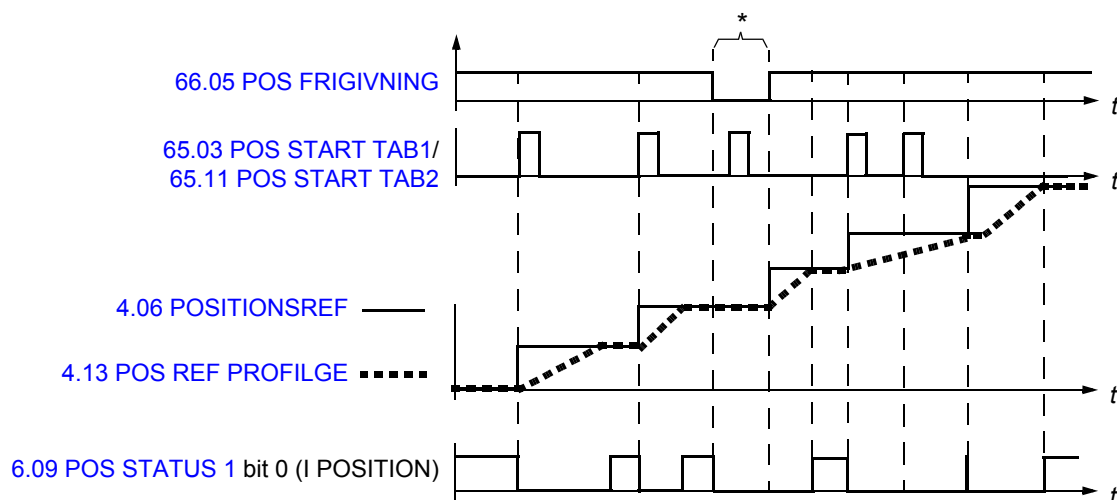 *
66.05 POS FRIGIVNING
t
65.03 POS START TAB1/
65.11 POS START TAB2
t
4.06 POSITIONSREF
4.13 POS REF PROFILGE
t
6.09 POS STATUS 1 bit 0 (I POSITION)
t